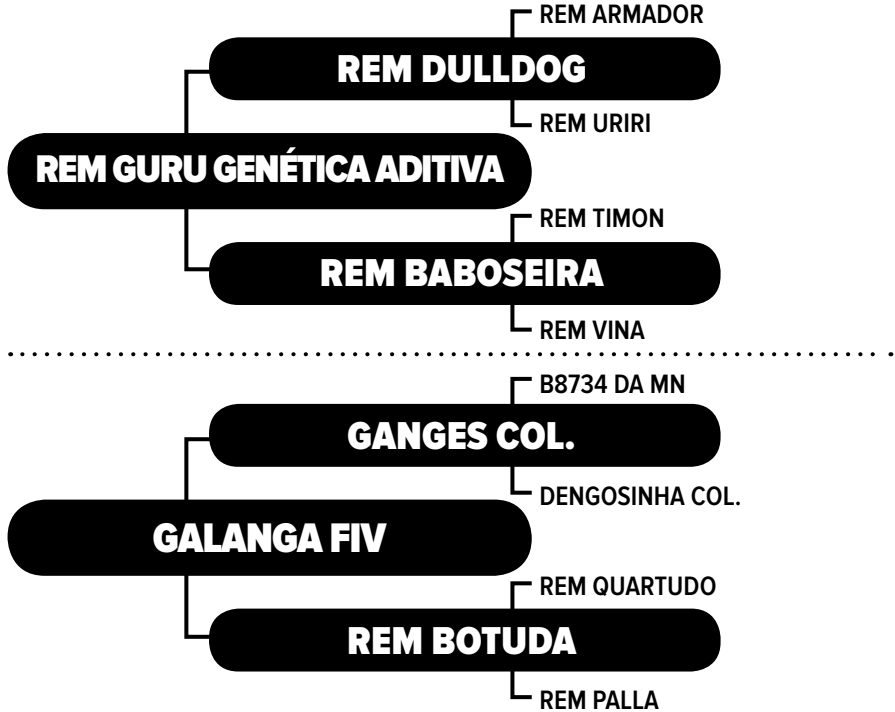 REM ARMADOR
REM DULLDOG
REM URIRI
REM GURU GENÉTICA ADITIVA
REM TIMON
REM BABOSEIRA
REM VINA
B8734 DA MN
GANGES COL.
DENGOSINHA COL.
GALANGA FIV
REM QUARTUDO
REM BOTUDA
REM PALLA